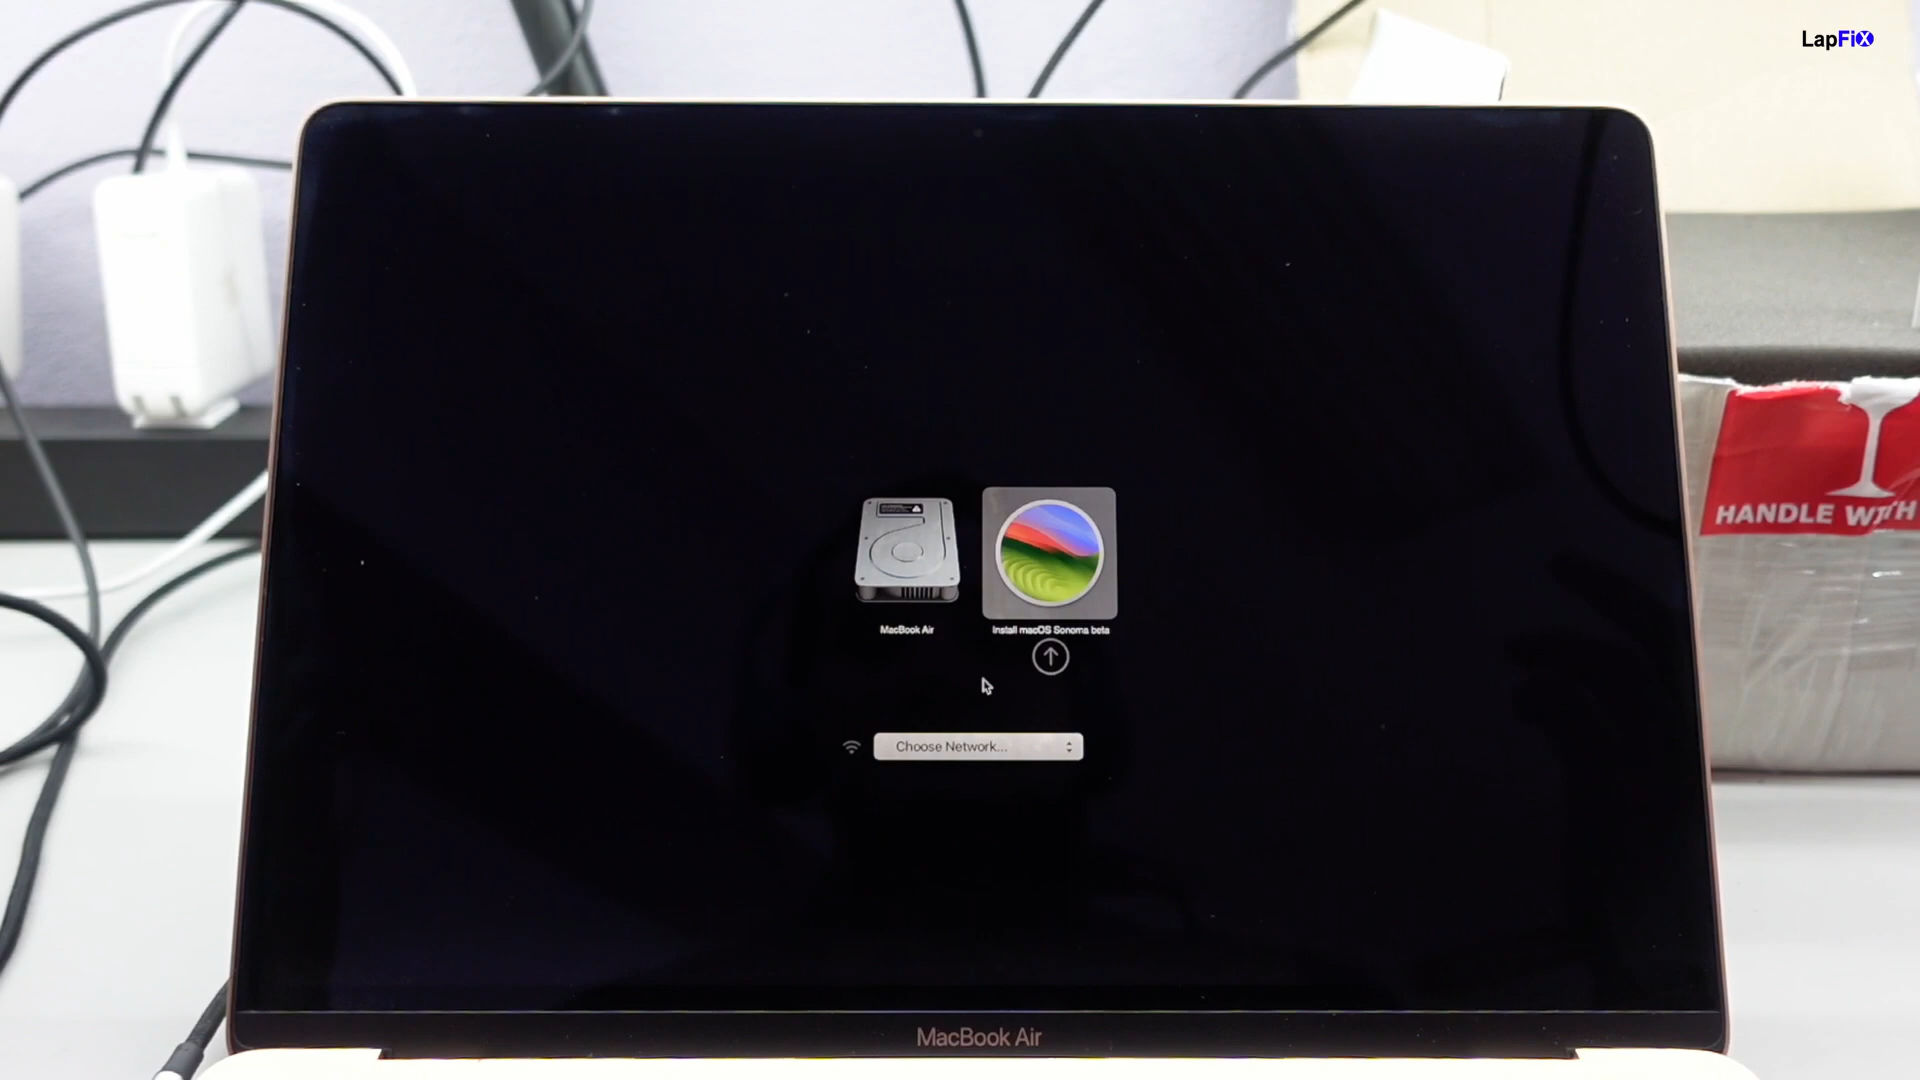 LapFiX
HANDLE WITH
MacBook Air
Install macOS Sonoma beta
Choose Network...
MacBook Air